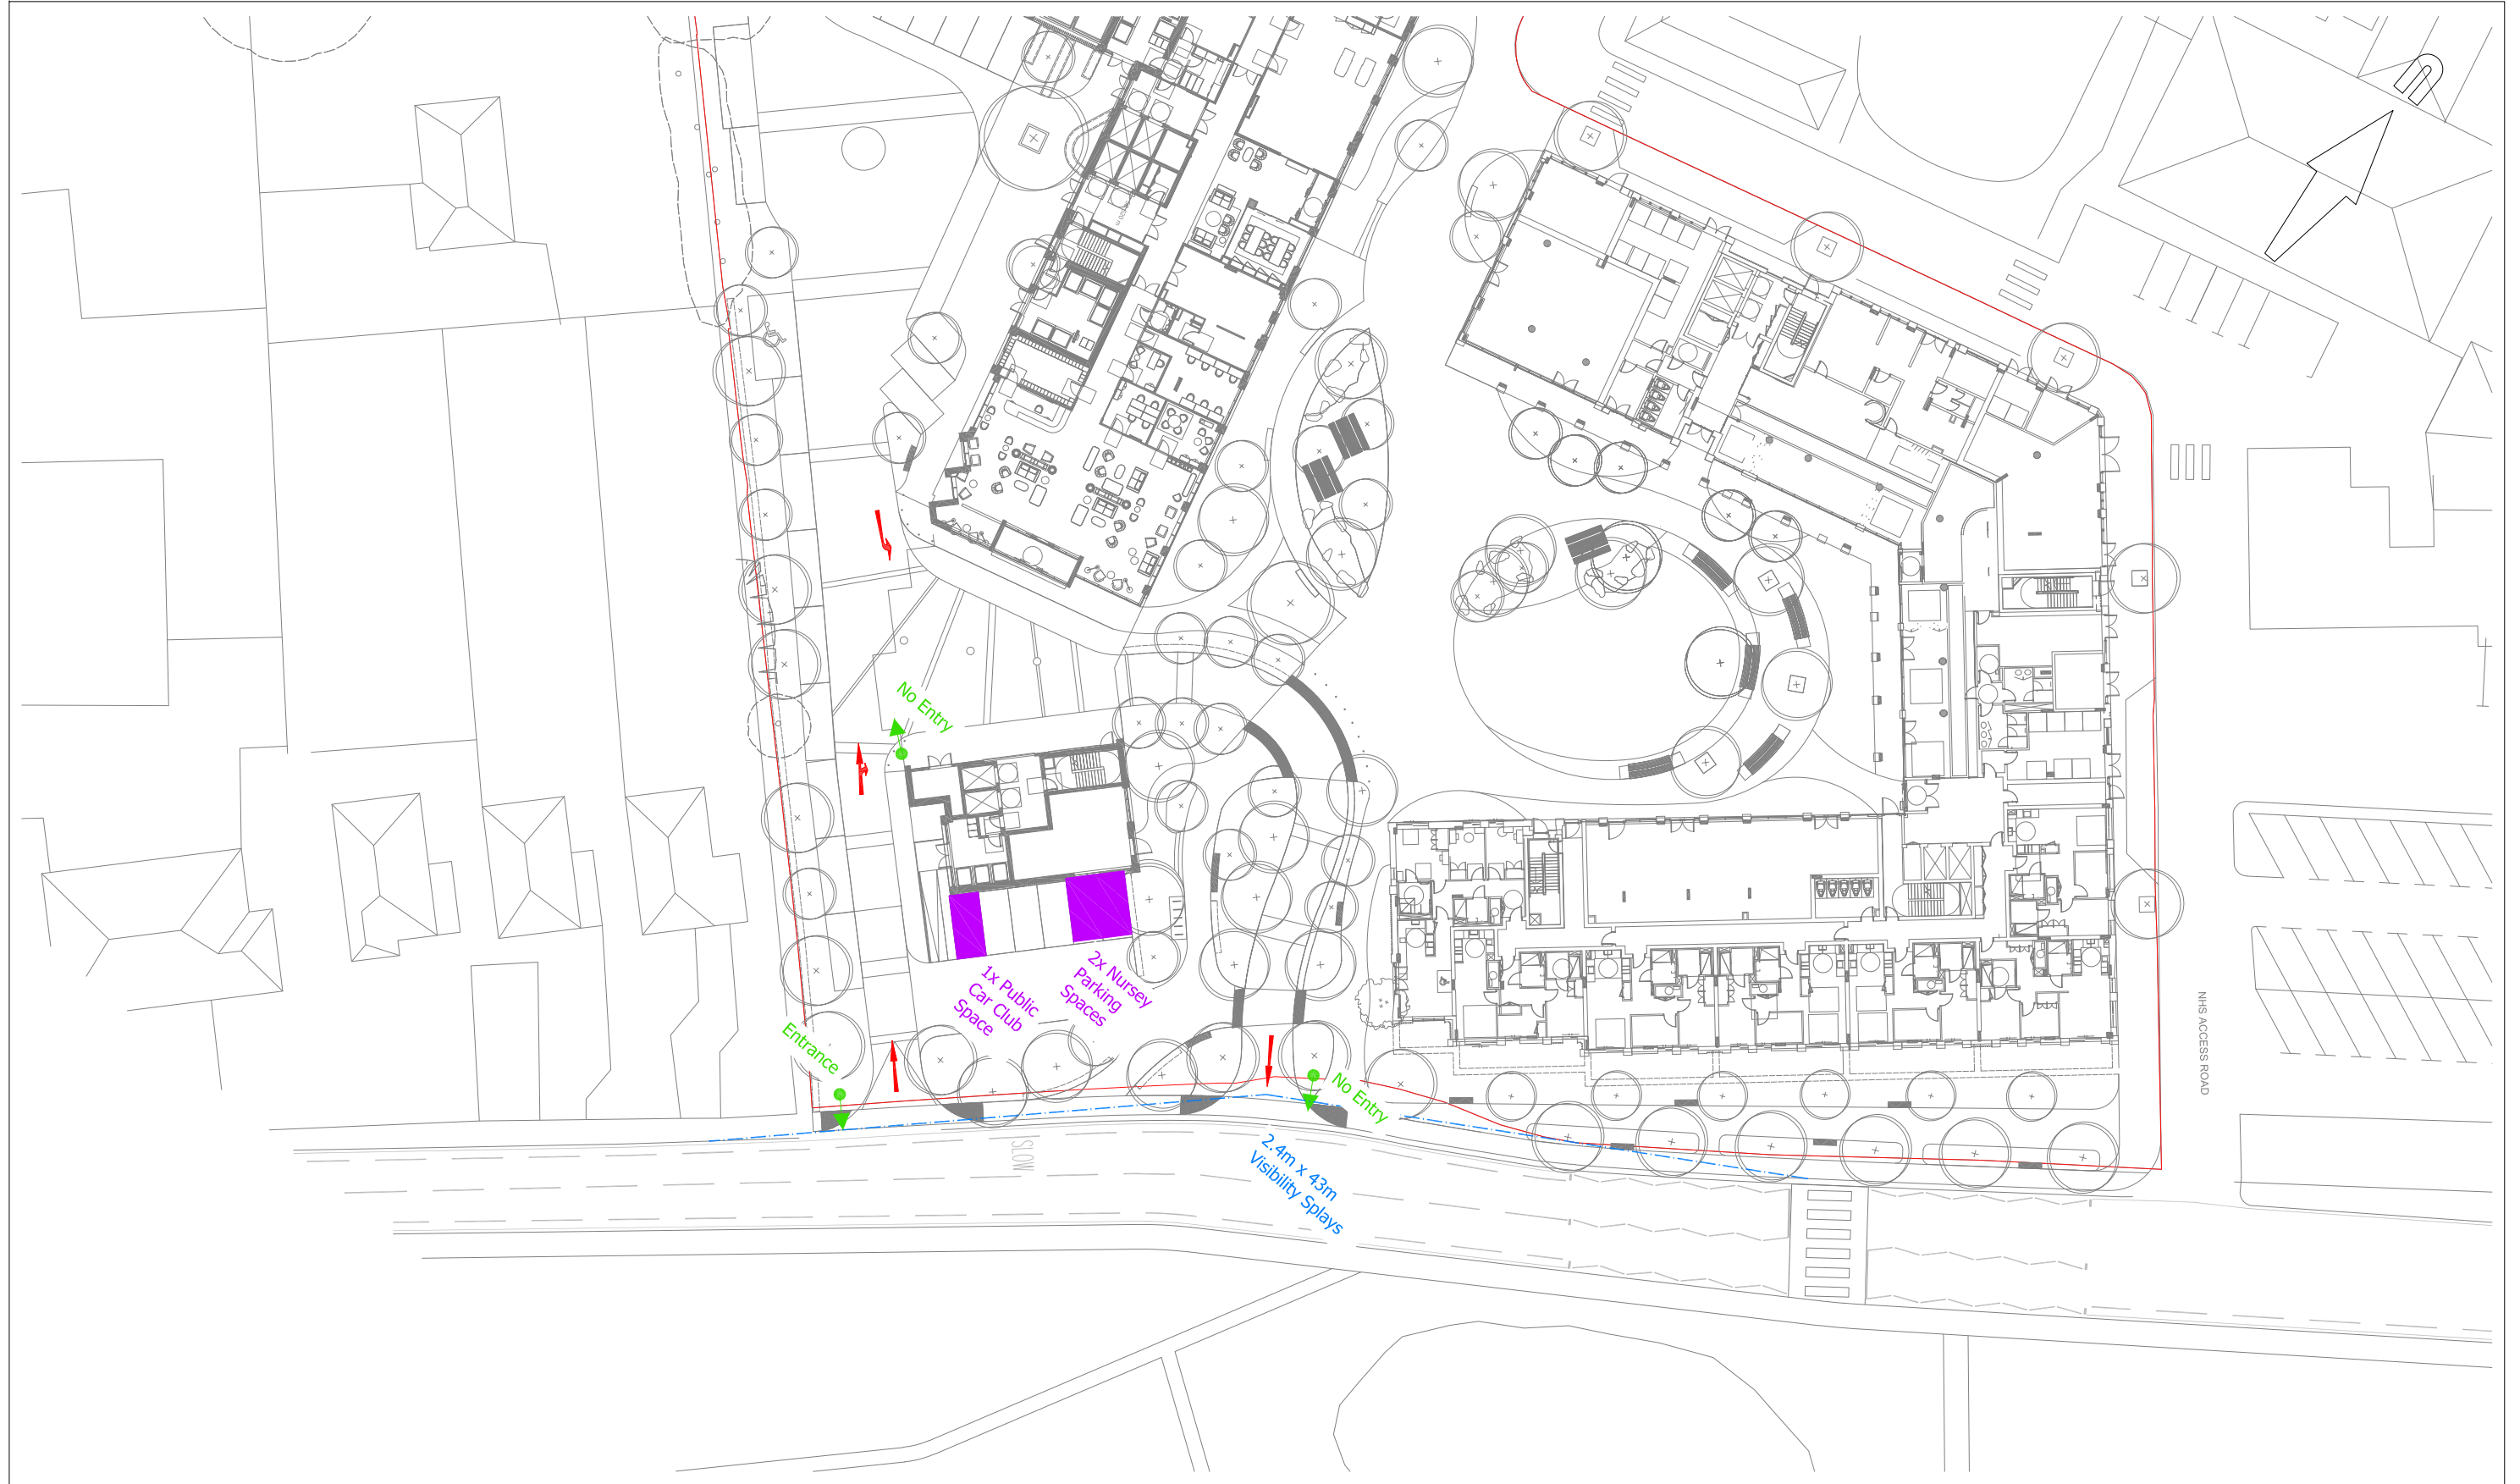 No Entry
1x Public
Car Club
Space
2x Nursey
Parking
Spaces
Entrance
No Entry
2.4m x 43m
Visibility Splays
SLOW
NHS ACCESS ROAD